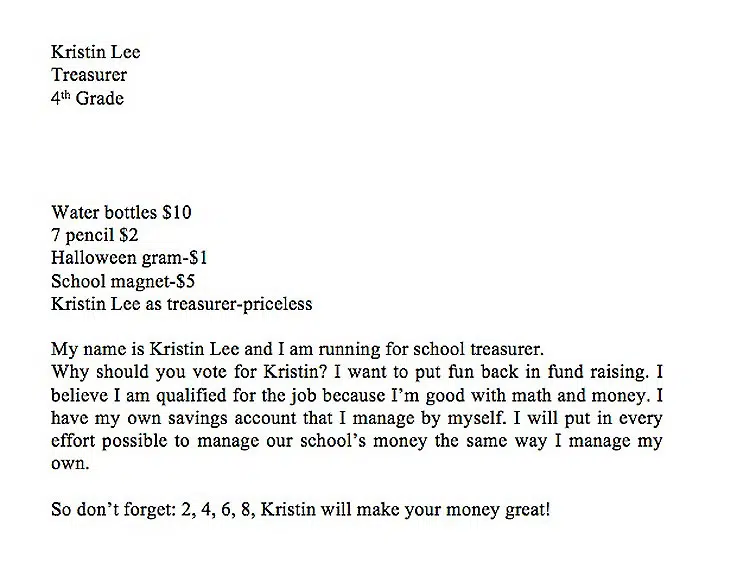 Kristin Lee
Treasurer
4th Grade
Water bottles $10
7 pencil $2
Halloween gram-$1
School magnet-$5
Kristin Lee as treasurer-priceless
My name is Kristin Lee and I am running for school treasurer.
Why should you vote for Kristin? I want to put fun back in fund raising. I
believe I am qualified for the job because I’m good with math and money. I
have my own savings account that I manage by myself. I will put in every
effort possible to manage our school’s money the same way I manage my
own.
So don’t forget: 2, 4, 6, 8, Kristin will make your money great!